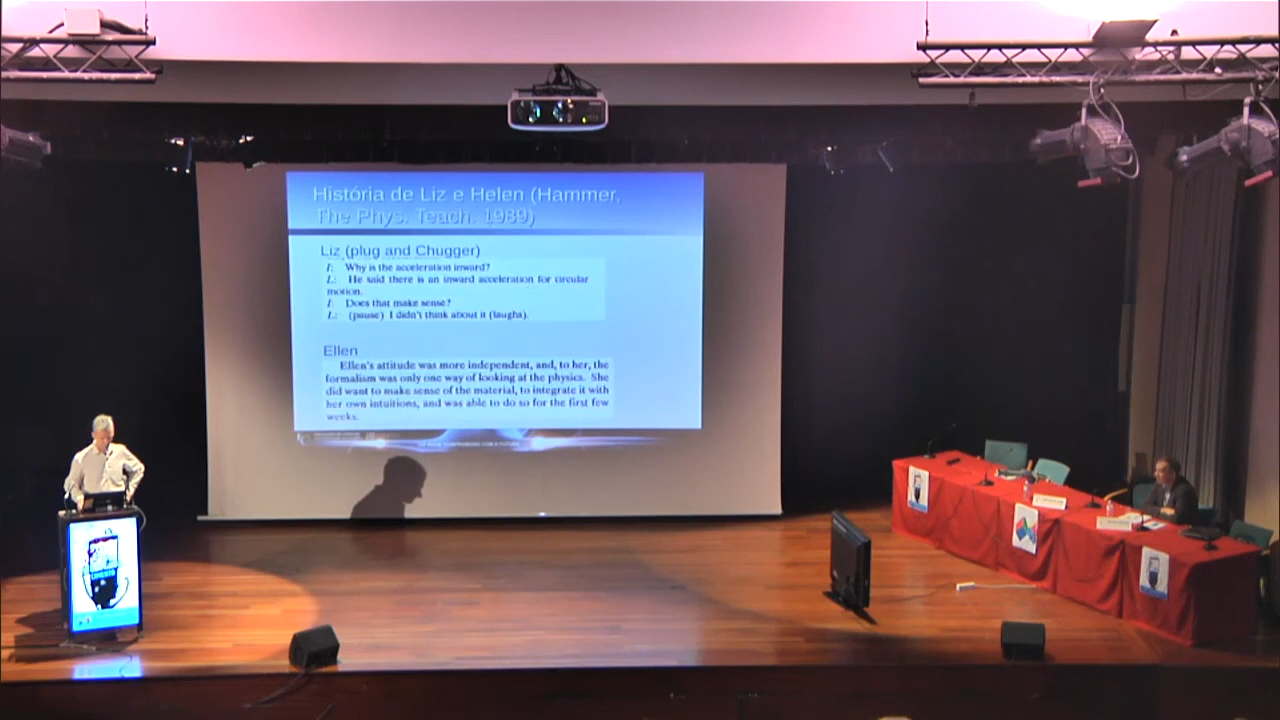 História de Liz e Helen (Hammer,
The Phys. Teach. 1989)
Liz (plug and Chugger)
I: Why is the acceleration inward?
L: He said there is an inward acceleration for circular
motion.
I: Does that make sense?
L: (pause) I didn't think about it (laughs).
Ellen
Ellen's attitude was more independent, and, to her, the
formalism was only one way of looking at the physics. She
did want to make sense of the material, to integrate it with
her own intuitions, and was able to do so for the first few
weeks.